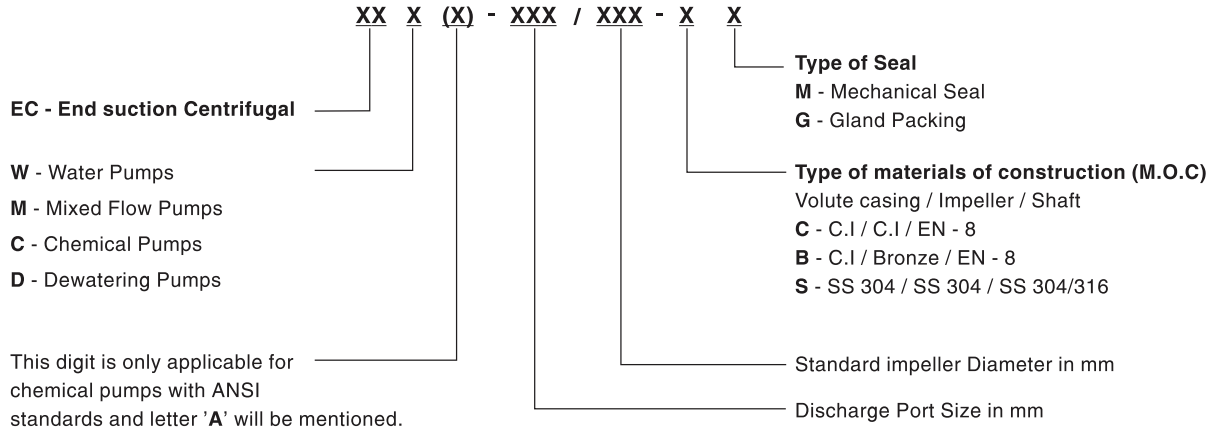 XX X (X) - XXX / XXX - X X
EC - End suction Centrifugal
W - Water Pumps
M - Mixed Flow Pumps
C - Chemical Pumps
D - Dewatering Pumps
This digit is only applicable for
chemical pumps with ANSI
standards and letter 'A' will be mentioned.
Type of Seal
M - Mechanical Seal
G - Gland Packing
Type of materials of construction (M.O.C)
Volute casing / Impeller / Shaft
C - C.I / C.I / EN - 8
B - C.I / Bronze / EN - 8
S - SS 304 / SS 304 / SS 304/316
Standard impeller Diameter in mm
Discharge Port Size in mm